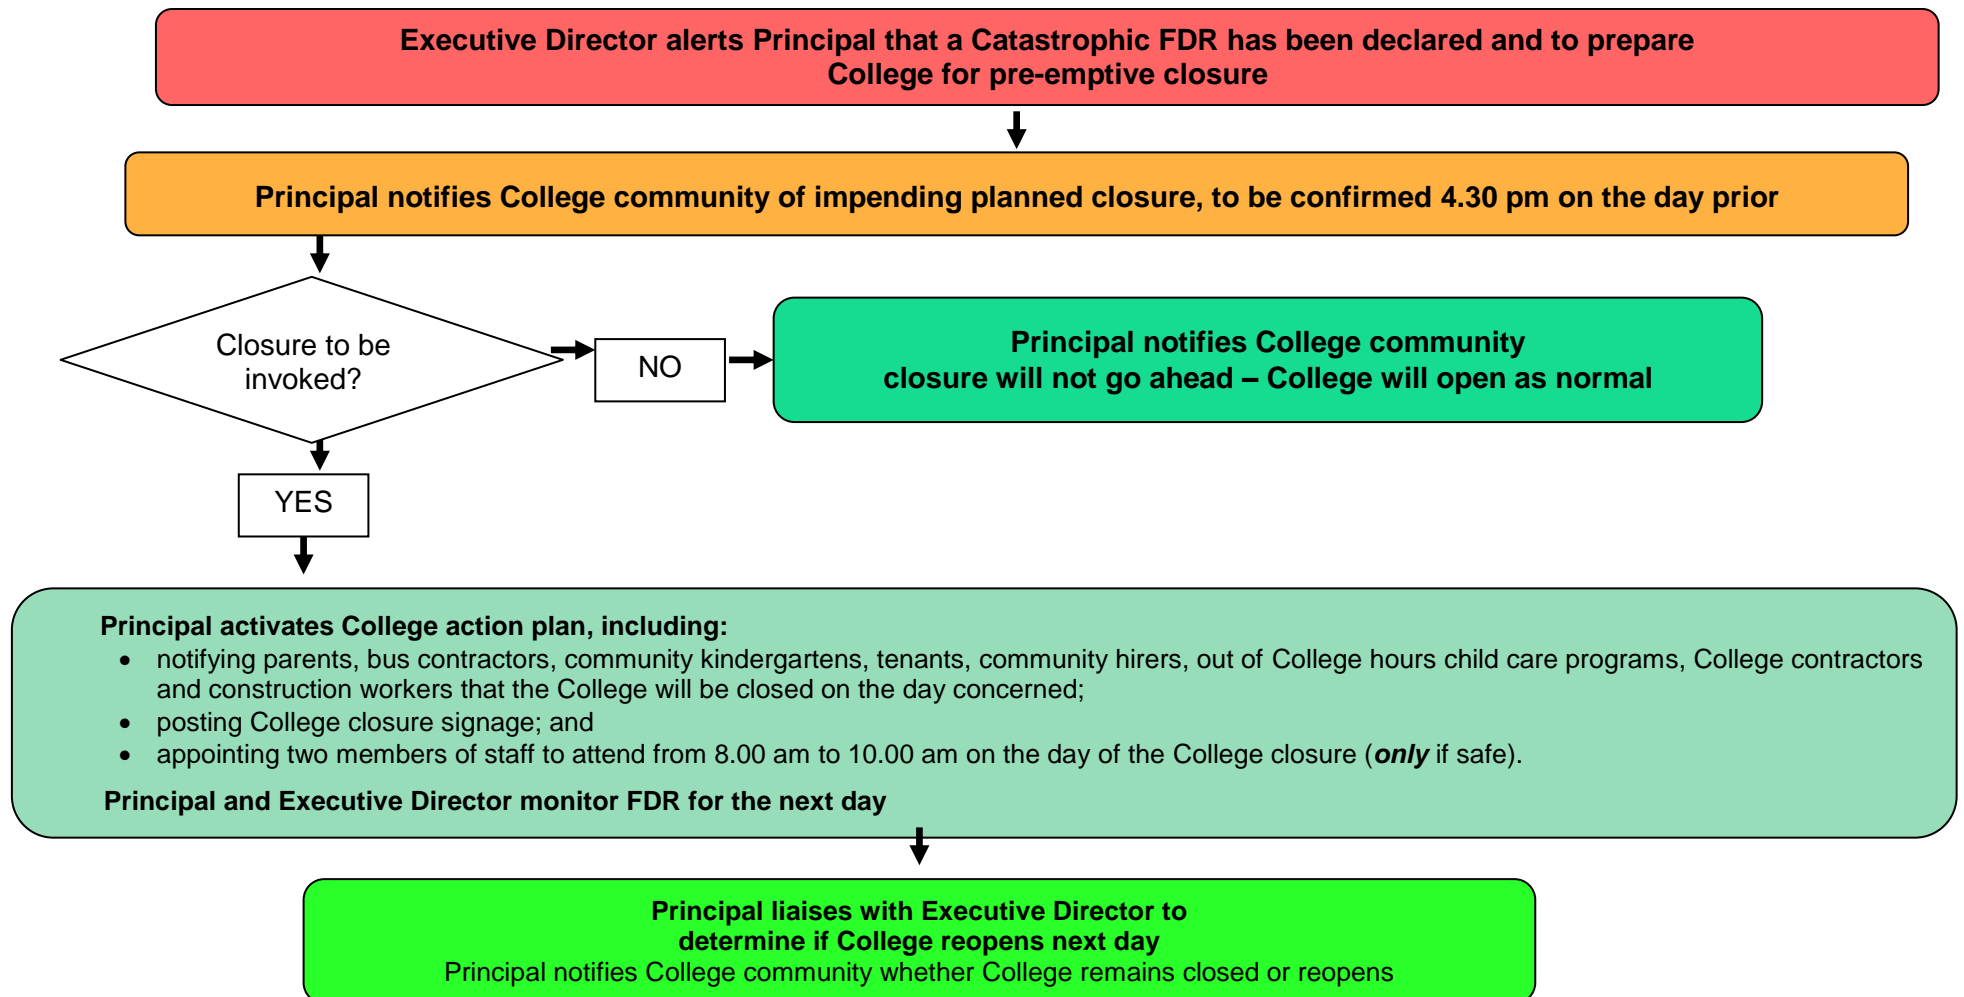 Executive Director alerts Principal that a Catastrophic FDR has been declared and to prepare
College for pre-emptive closure
Principal notifies College community of impending planned closure, to be confirmed 4.30 pm on the day prior
Closure to be
invoked?
NO
Principal notifies College community
closure will not go ahead – College will open as normal
YES
Principal activates College action plan, including:
• notifying parents, bus contractors, community kindergartens, tenants, community hirers, out of College hours child care programs, College contractors
and construction workers that the College will be closed on the day concerned;
• posting College closure signage; and
• appointing two members of staff to attend from 8.00 am to 10.00 am on the day of the College closure (only if safe).
Principal and Executive Director monitor FDR for the next day
Principal liaises with Executive Director to
determine if College reopens next day
Principal notifies College community whether College remains closed or reopens